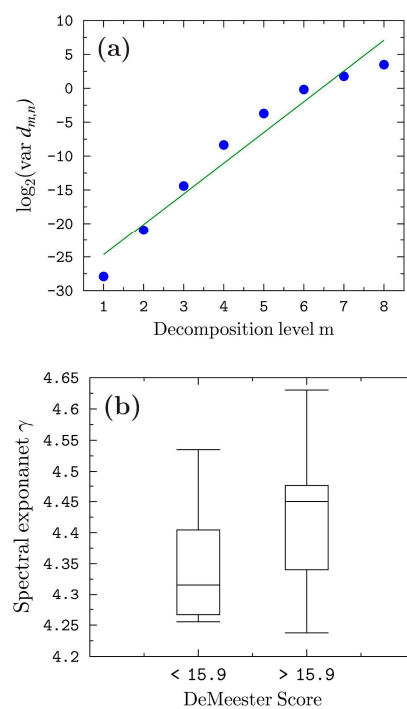 10
(a)
5
0
-5
-10
-15
-20
-25
-30
log₂(var dₘ,ₙ)
1 2 3 4 5 6 7 8
Decomposition level m
4.65
(b)
4.6
4.55
4.5
4.45
4.4
4.35
4.3
4.25
4.2
Spectral exponanet γ
< 15.9 > 15.9
DeMeester Score